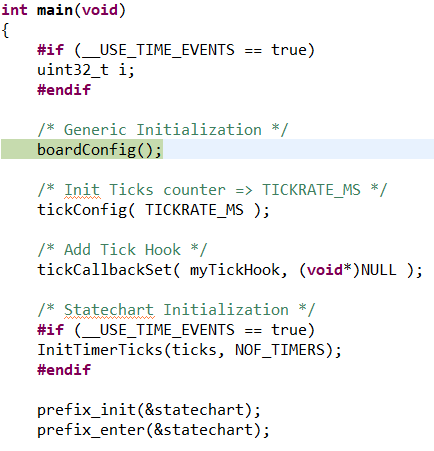 int main(void)
{
    #if (__USE_TIME_EVENTS == true)
    uint32_t i;
    #endif

    /* Generic Initialization */
    boardConfig();

    /* Init Ticks counter => TICKRATE_MS */
    tickConfig( TICKRATE_MS );

    /* Add Tick Hook */
    tickCallbackSet( myTickHook, (void*)NULL );

    /* Statechart Initialization */
    #if (__USE_TIME_EVENTS == true)
    InitTimerTicks(ticks, NOF_TIMERS);
    #endif

    prefix_init(&statechart);
    prefix_enter(&statechart);